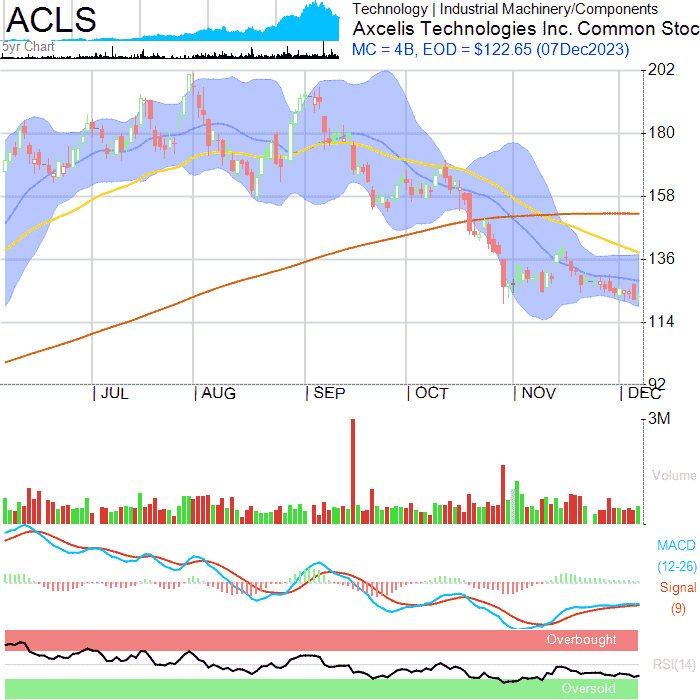 ACLS
5yr Chart
Technology | Industrial Machinery/Components
Axcelis Technologies Inc. Common Stoc
MC = 4B, EOD = $122.65 (07Dec2023)
202
180
158
136
114
92
JUL
AUG
SEP
OCT
NOV
DEC
3M
Volume
MACD
(12-26)
Signal
(9)
Overbought
RSI(14)
Oversold